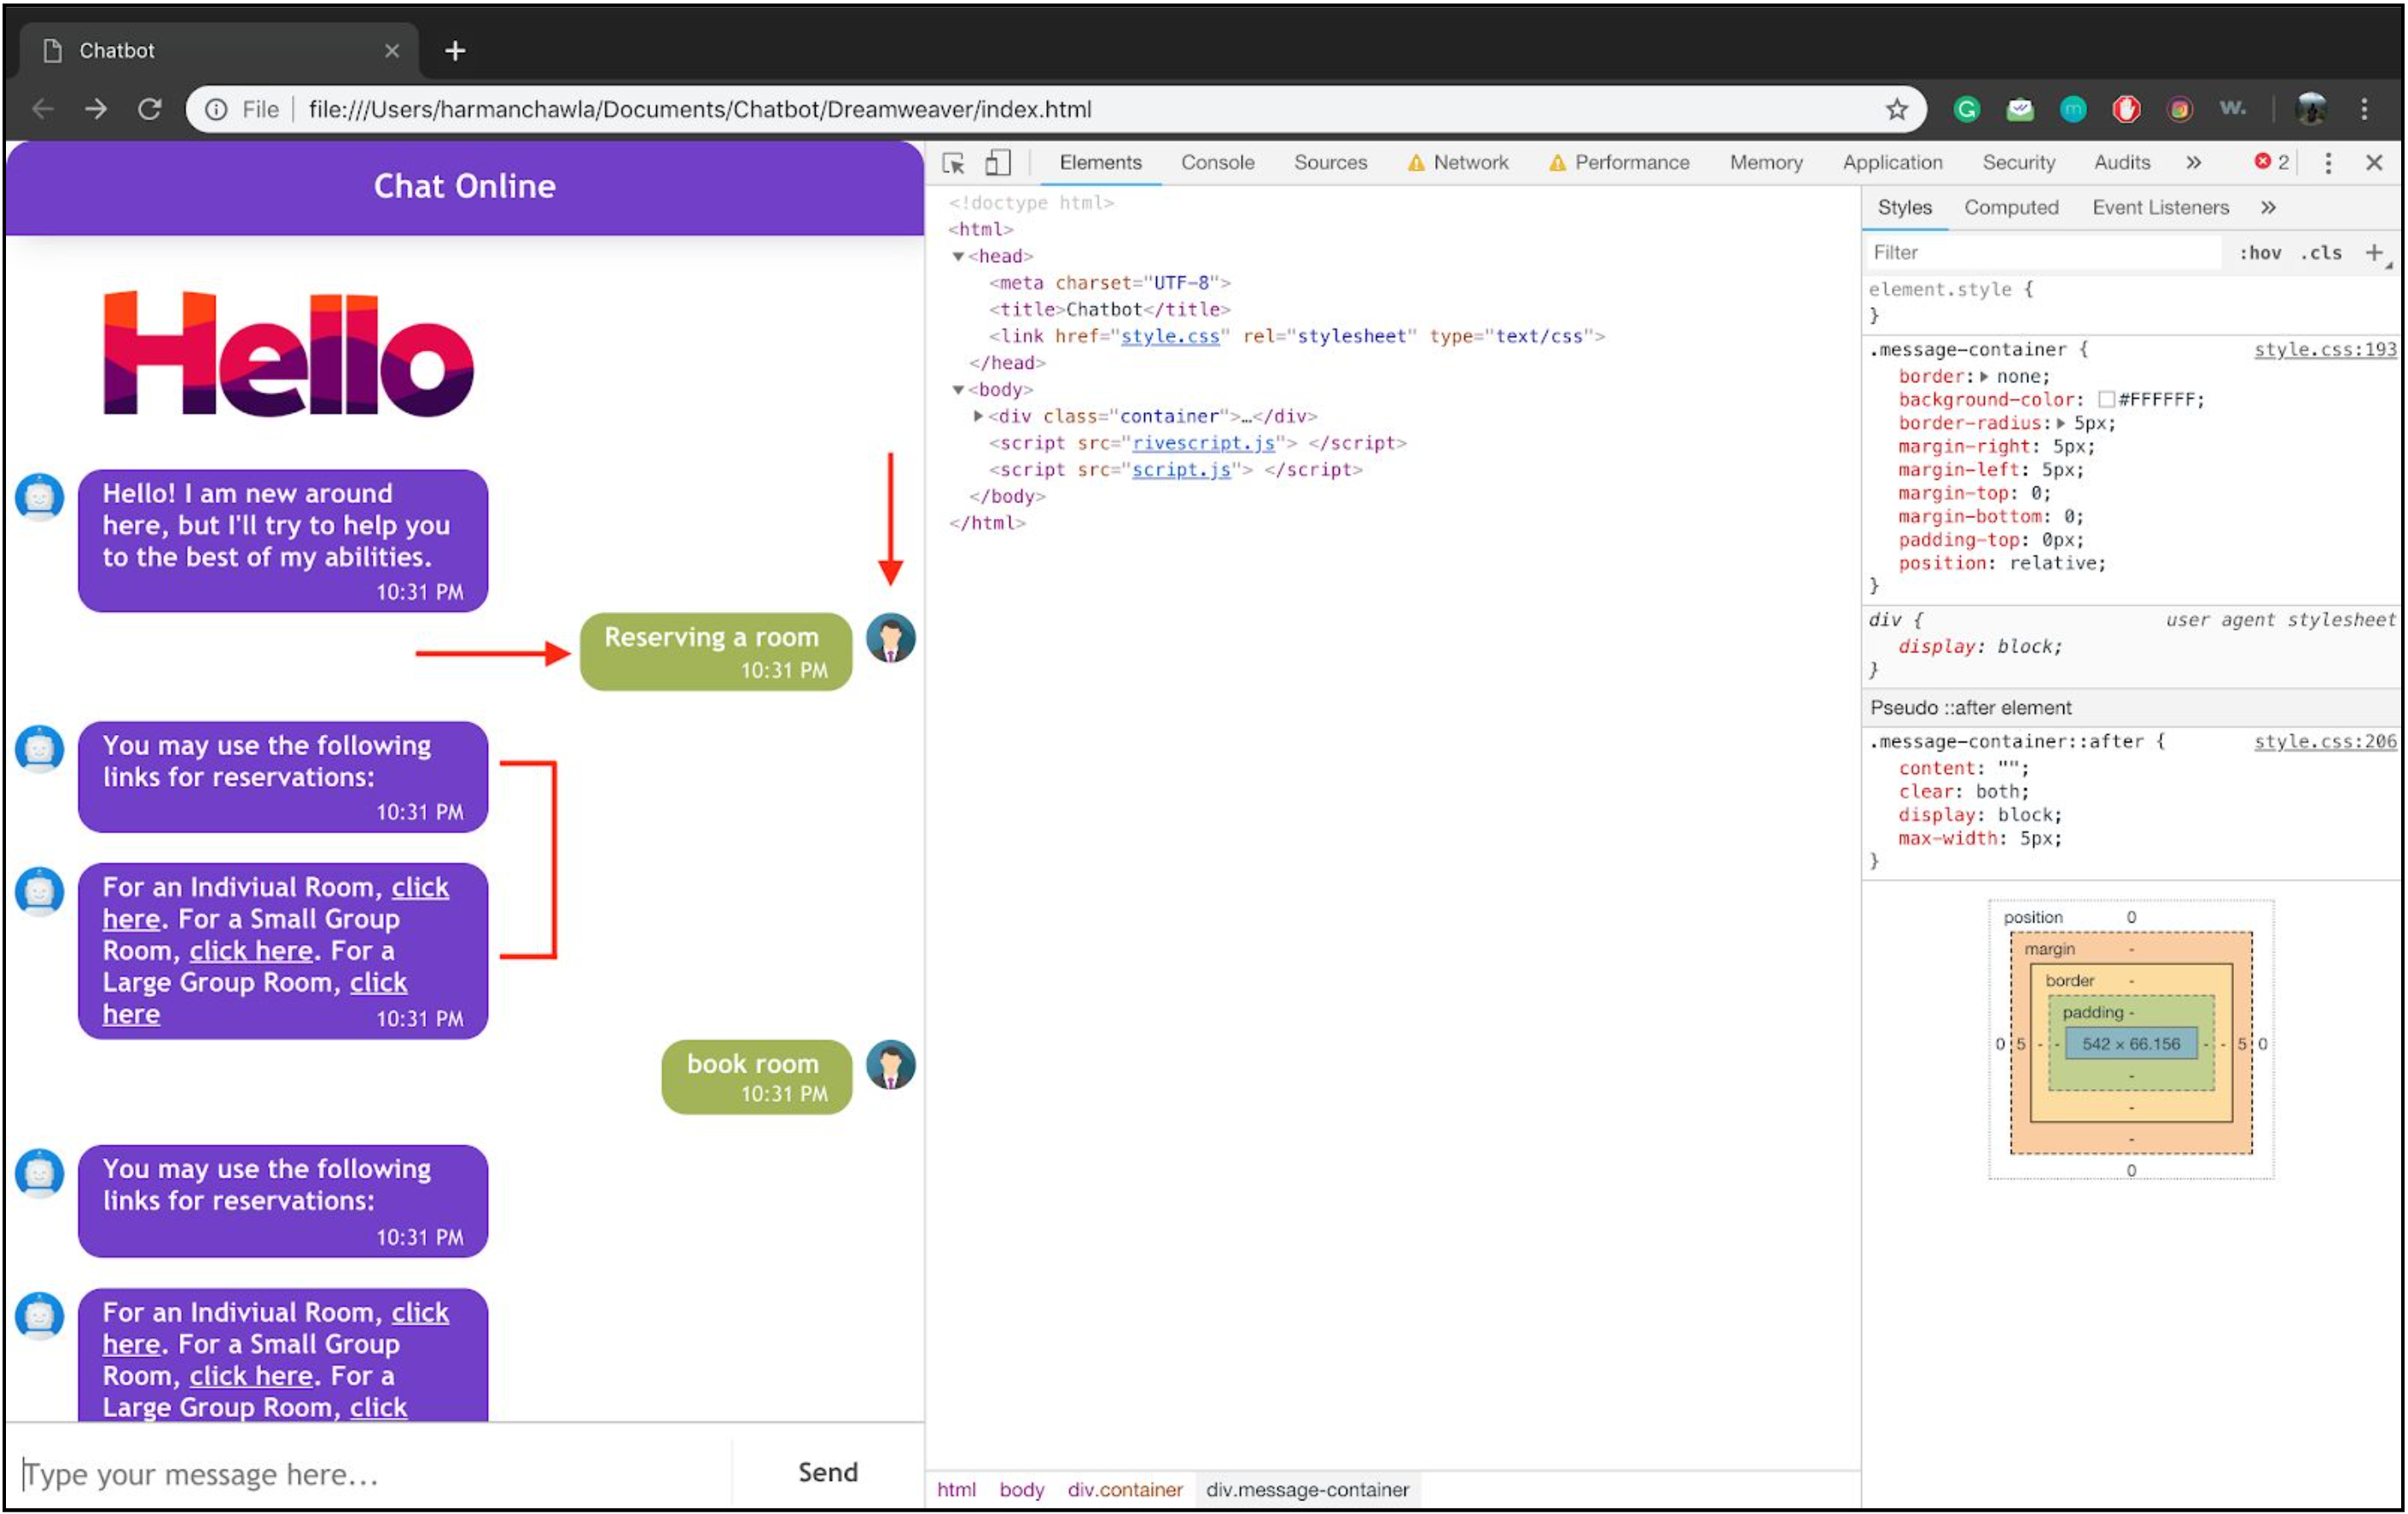 Chatbot
File
file:///Users/harmanchawla/Documents/Chatbot/Dreamweaver/index.html
w.
Chat Online
Hello
Hello! I am new around
here, but I'll try to help you
to the best of my abilities.
10:31 PM
Reserving a room
10:31 PM
You may use the following
links for reservations:
10:31 PM
For an Indiviual Room, click
here. For a Small Group
Room, click here. For a
Large Group Room, click
here
10:31 PM
book room
10:31 PM
You may use the following
links for reservations:
10:31 PM
For an Indiviual Room, click
here. For a Small Group
Room, click here. For a
Large Group Room, click
Type your message here...
Send
Elements Console Sources Network Performance Memory Application Security Audits » 2
<!doctype html>
<html>
<head>
<meta charset="UTF-8">
<title>Chatbot</title>
<link href="style.css" rel="stylesheet" type="text/css">
</head>
<body>
<div class="container">…</div>
<script src="rivescript.js"> </script>
<script src="script.js"> </script>
</body>
</html>
html body div.container div.message-container
Styles Computed Event Listeners »
Filter :hov .cls +
element.style {
}
.message-container { style.css:193
border: none;
background-color: #FFFFFF;
border-radius: 5px;
margin-right: 5px;
margin-left: 5px;
margin-top: 0;
margin-bottom: 0;
padding-top: 0px;
position: relative;
}
div { user agent stylesheet
display: block;
}
Pseudo ::after element
.message-container::after { style.css:206
content: "";
clear: both;
display: block;
max-width: 5px;
}
position 0
margin -
border -
padding -
0 5 - - 542 × 66.156 - - 5 0
-
-
-
0